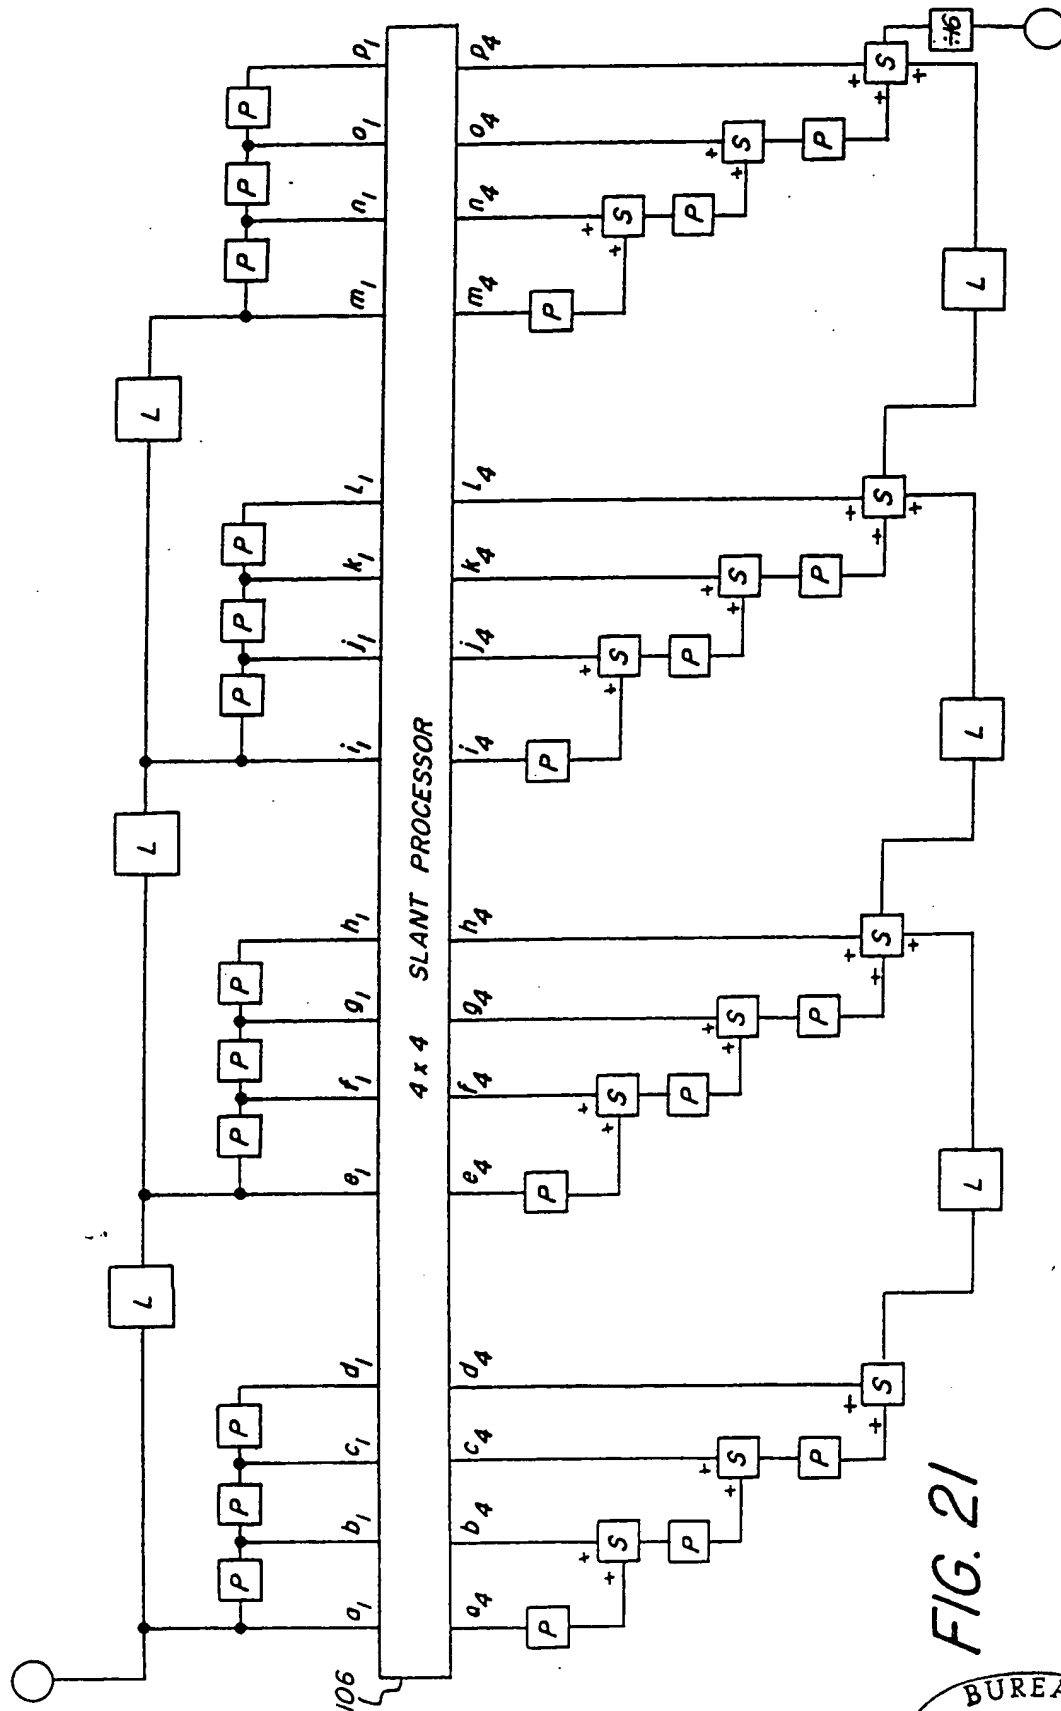 L L L
P P P P P P P P P P P P
a₁ b₁ c₁ d₁ e₁ f₁ g₁ h₁ i₁ j₁ k₁ L₁ m₁ n₁ o₁ p₁
106
4 x 4 SLANT PROCESSOR
a₄ b₄ c₄ d₄ e₄ f₄ g₄ h₄ i₄ j₄ k₄ L₄ m₄ n₄ o₄ p₄
P P P P
+ + + + + + + +
S S S S
P P P P
+ + + + + + + +
S S S S
P P P P
+ + + + + + + + + + +
S S S S
÷16
L L L
FIG. 21
BUREA